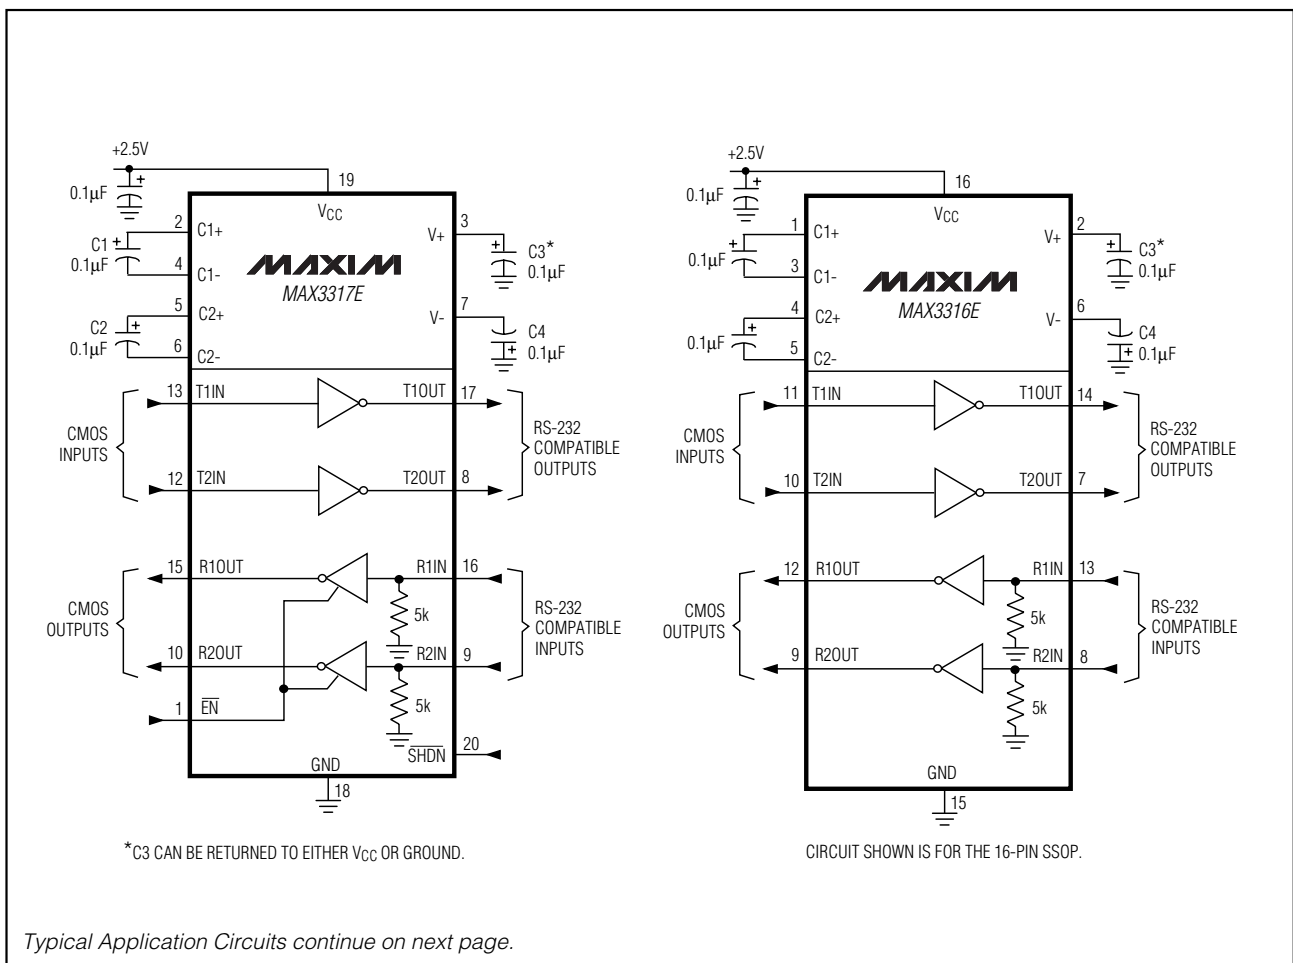 +2.5V
0.1µF
+
19
VCC
2
C1+
C1
+
0.1µF
4
C1-
5
C2+
C2
+
0.1µF
6
C2-
MAXIM
MAX3317E
3
V+
+
C3*
0.1µF
7
V-
C4
+
0.1µF
13
T1IN
T1OUT
17
CMOS
INPUTS
RS-232
COMPATIBLE
OUTPUTS
12
T2IN
T2OUT
8
15
R1OUT
R1IN
16
5k
CMOS
OUTPUTS
RS-232
COMPATIBLE
INPUTS
10
R2OUT
R2IN
9
5k
1
EN
SHDN
20
GND
18
*C3 CAN BE RETURNED TO EITHER VCC OR GROUND.
+2.5V
0.1µF
+
16
VCC
1
C1+
+
0.1µF
3
C1-
4
C2+
+
0.1µF
5
C2-
MAXIM
MAX3316E
2
V+
+
C3*
0.1µF
6
V-
C4
+
0.1µF
11
T1IN
T1OUT
14
CMOS
INPUTS
RS-232
COMPATIBLE
OUTPUTS
10
T2IN
T2OUT
7
12
R1OUT
R1IN
13
5k
CMOS
OUTPUTS
RS-232
COMPATIBLE
INPUTS
9
R2OUT
R2IN
8
5k
GND
15
CIRCUIT SHOWN IS FOR THE 16-PIN SSOP.
Typical Application Circuits continue on next page.